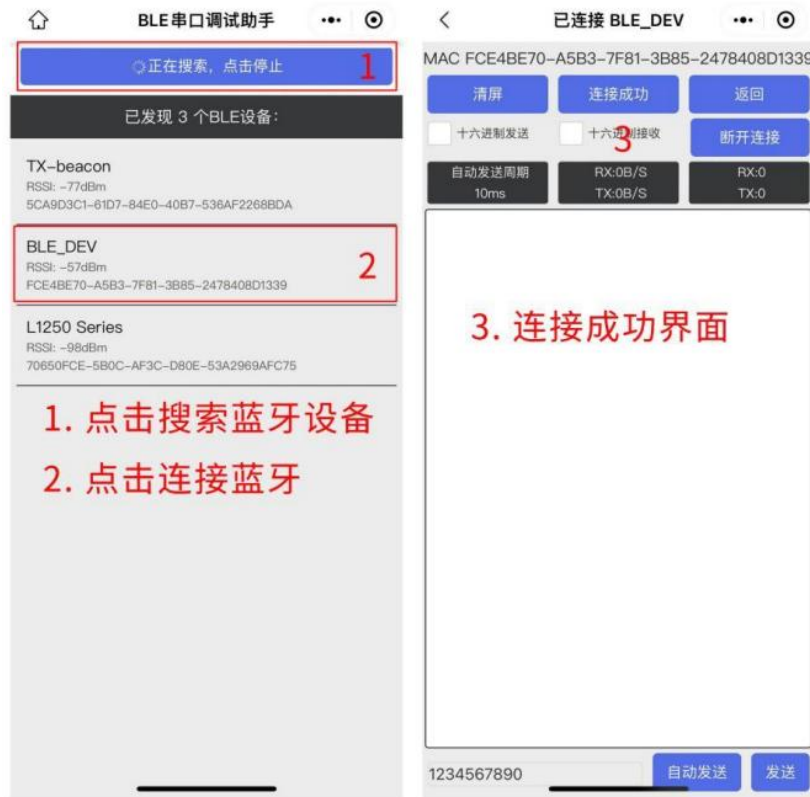 BLE串口调试助手
正在搜索，点击停止
1
已发现 3 个BLE设备：
TX-beacon
RSSI: -77dBm
5CA9D3C1-61D7-84E0-40B7-536AF2268BDA
BLE_DEV
RSSI: -57dBm
FCE4BE70-A5B3-7F81-3B85-2478408D1339
2
L1250 Series
RSSI: -98dBm
70650FCE-5B0C-AF3C-D80E-53A2969AFC75
1. 点击搜索蓝牙设备
2. 点击连接蓝牙
已连接 BLE_DEV
MAC FCE4BE70-A5B3-7F81-3B85-2478408D1339
清屏
连接成功
返回
十六进制发送
十六进制接收
3
断开连接
自动发送周期
10ms
RX:0B/S
TX:0B/S
RX:0
TX:0
3. 连接成功界面
1234567890
自动发送
发送